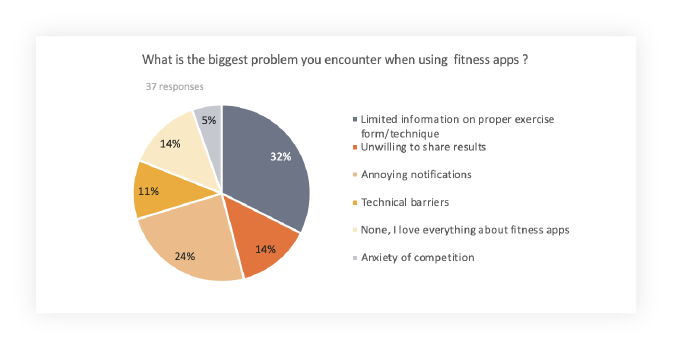 What is the biggest problem you encounter when using fitness apps ?
37 responses
5%
14%
32%
11%
24%
14%
Limited information on proper exercise
form/technique
Unwilling to share results
Annoying notifications
Technical barriers
None, I love everything about fitness apps
Anxiety of competition